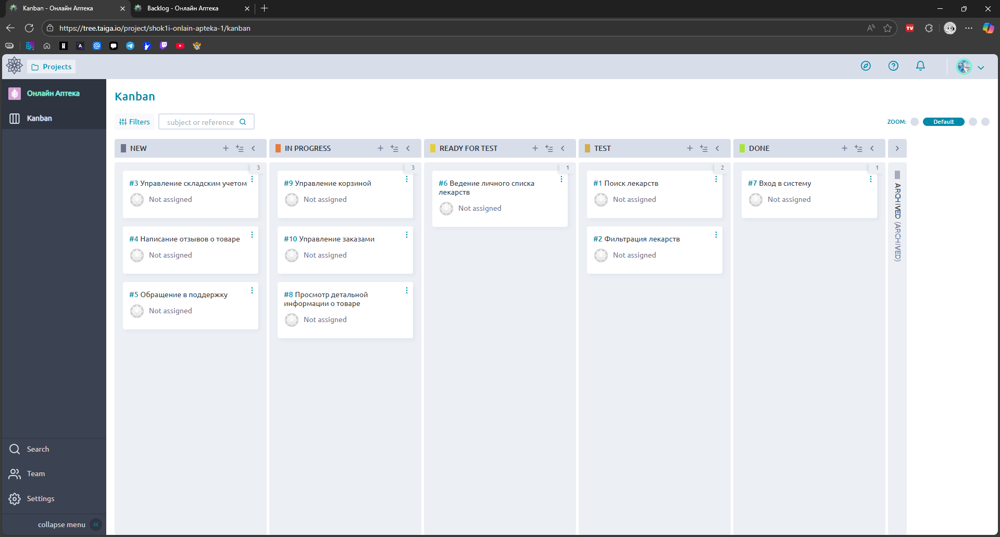 Kanban - Онлайн Аптека
Backlog - Онлайн Аптека
https://tree.taiga.io/project/shok1i-onlain-apteka-1/kanban
Projects
Онлайн Аптека
Kanban
Search
Team
Settings
collapse menu
Kanban
Filters
subject or reference
ZOOM:
Default
NEW
3
#3 Управление складским учетом
Not assigned
#4 Написание отзывов о товаре
Not assigned
#5 Обращение в поддержку
Not assigned
IN PROGRESS
3
#9 Управление корзиной
Not assigned
#10 Управление заказами
Not assigned
#8 Просмотр детальной
информации о товаре
Not assigned
READY FOR TEST
1
#6 Ведение личного списка
лекарств
Not assigned
TEST
2
#1 Поиск лекарств
Not assigned
#2 Фильтрация лекарств
Not assigned
DONE
1
#7 Вход в систему
Not assigned
ARCHIVED (ARCHIVED)